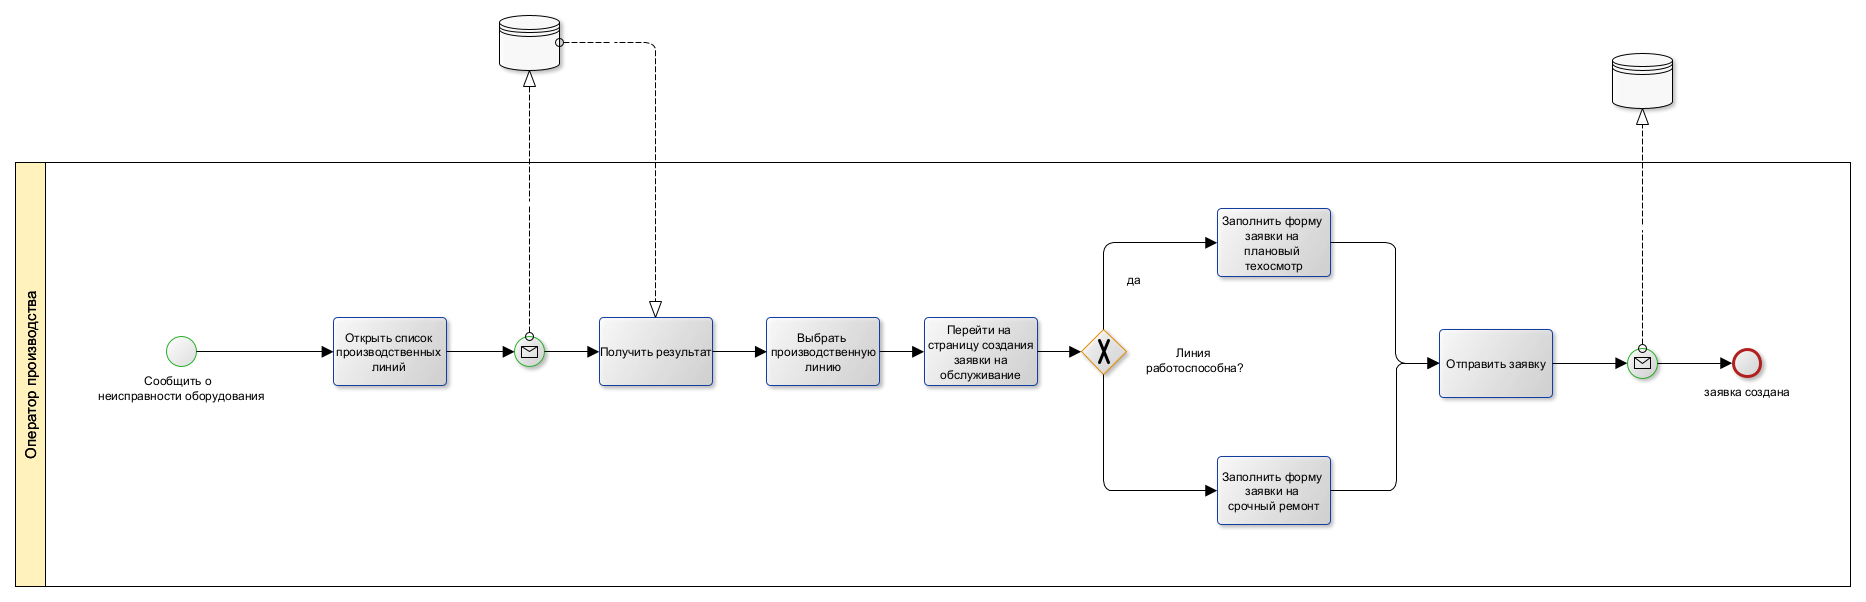 Оператор производства
Сообщить о
неисправности оборудования
Открыть список
производственных
линий
Получить результат
Выбрать
производственную
линию
Перейти на
страницу создания
заявки на
обслуживание
да
Линия
работоспособна?
Заполнить форму
заявки на
плановый
техосмотр
Заполнить форму
заявки на
срочный ремонт
Отправить заявку
заявка создана